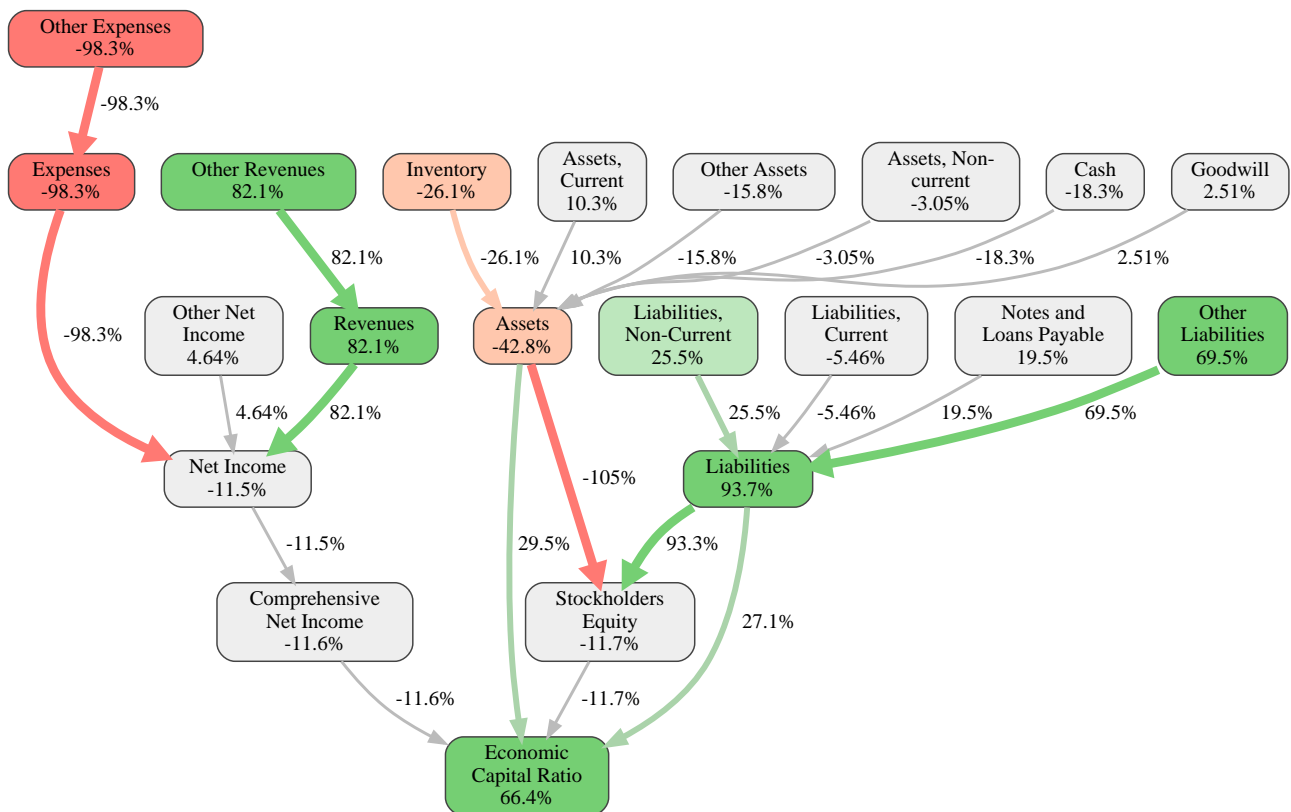 Other Expenses
-98.3%
-98.3%
Expenses
-98.3%
Other Revenues
82.1%
Inventory
-26.1%
Assets,
Current
10.3%
Other Assets
-15.8%
Assets, Non-
current
-3.05%
Cash
-18.3%
Goodwill
2.51%
82.1%
-26.1%
10.3%
-15.8%
-3.05%
-18.3%
2.51%
-98.3%
Other Net
Income
4.64%
Revenues
82.1%
Assets
-42.8%
Liabilities,
Non-Current
25.5%
Liabilities,
Current
-5.46%
Notes and
Loans Payable
19.5%
Other
Liabilities
69.5%
4.64%
82.1%
25.5%
-5.46%
19.5%
69.5%
Net Income
-11.5%
-105%
Liabilities
93.7%
-11.5%
29.5%
93.3%
Comprehensive
Net Income
-11.6%
Stockholders
Equity
-11.7%
27.1%
-11.6%
-11.7%
Economic
Capital Ratio
66.4%